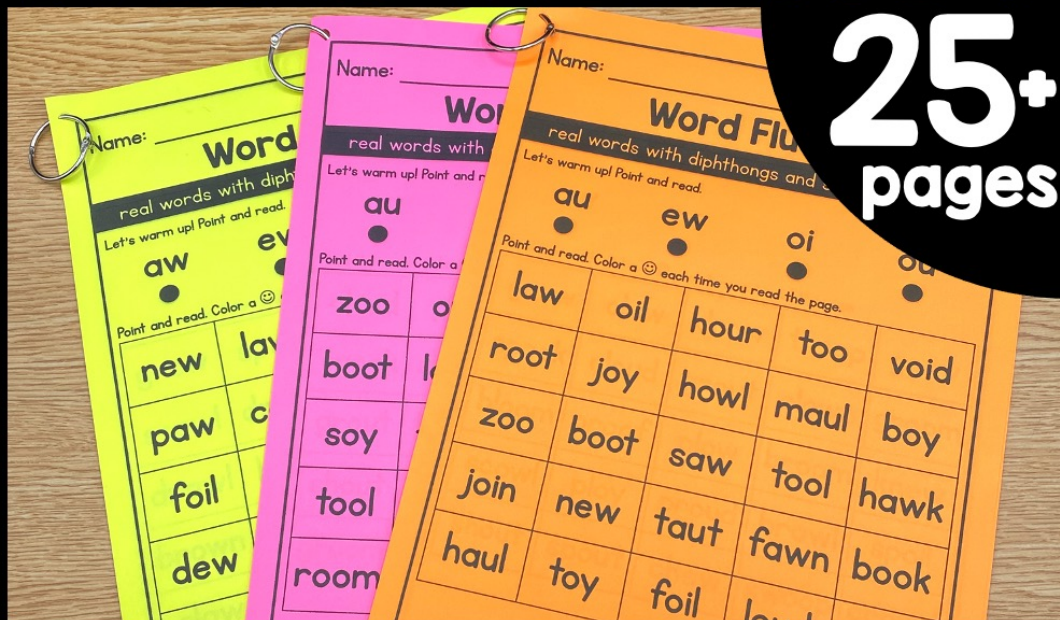 25+
pages
Name:
Word
real words with diph
Let's warm up! Point and read.
aw ew
Point and read. Color a
new law
paw c
foil
dew
Name:
Wor
real words with
Let's warm up! Point and r
au
Point and read. Color a
zoo o
boot l
soy
tool
room
Name:
Word Flu
real words with diphthongs and
Let's warm up! Point and read.
au ew oi ou
Point and read. Color a ☺ each time you read the page.
law oil hour too void
root joy howl maul boy
zoo boot saw tool hawk
join new taut fawn book
haul toy foil